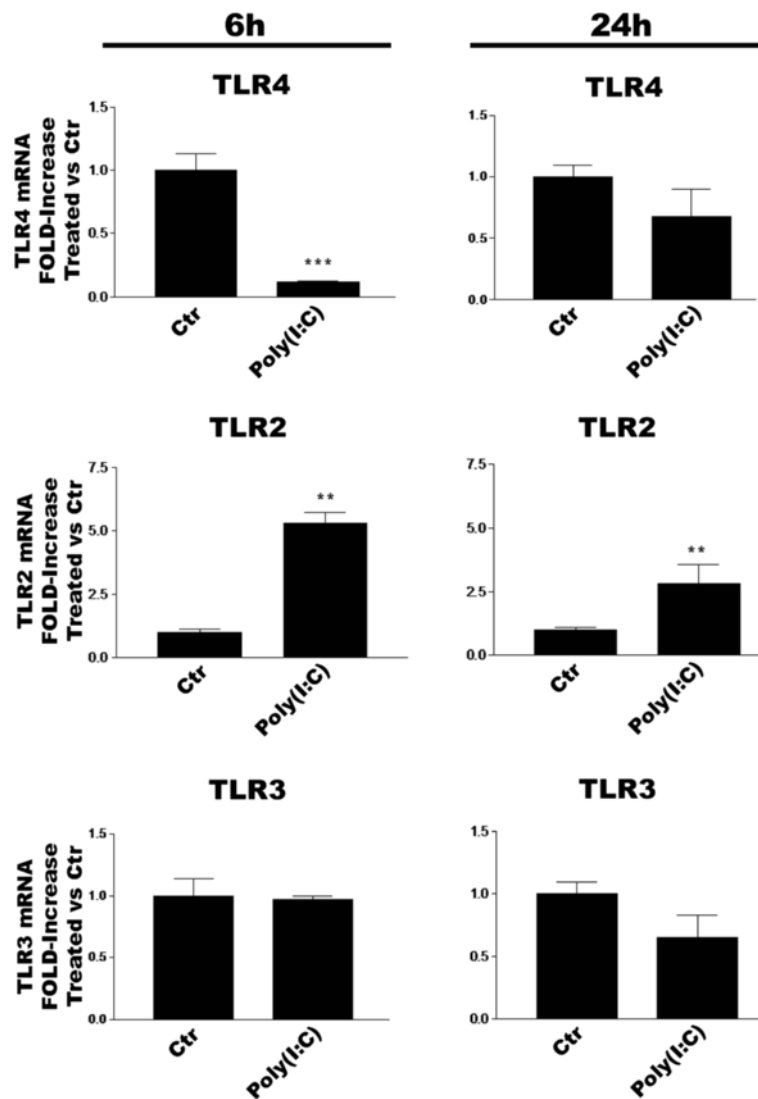 6h
24h
TLR4
TLR4 mRNA
FOLD-Increase
Treated vs Ctr
1.5
1.0
0.5
0.0
***
Ctr
Poly(I:C)
TLR4
1.5
1.0
0.5
0.0
Ctr
Poly(I:C)
TLR2
TLR2 mRNA
FOLD-Increase
Treated vs Ctr
7.5
5.0
2.5
0.0
**
Ctr
Poly(I:C)
TLR2
7.5
5.0
2.5
0.0
**
Ctr
Poly(I:C)
TLR3
TLR3 mRNA
FOLD-Increase
Treated vs Ctr
1.5
1.0
0.5
0.0
Ctr
Poly(I:C)
TLR3
1.5
1.0
0.5
0.0
Ctr
Poly(I:C)